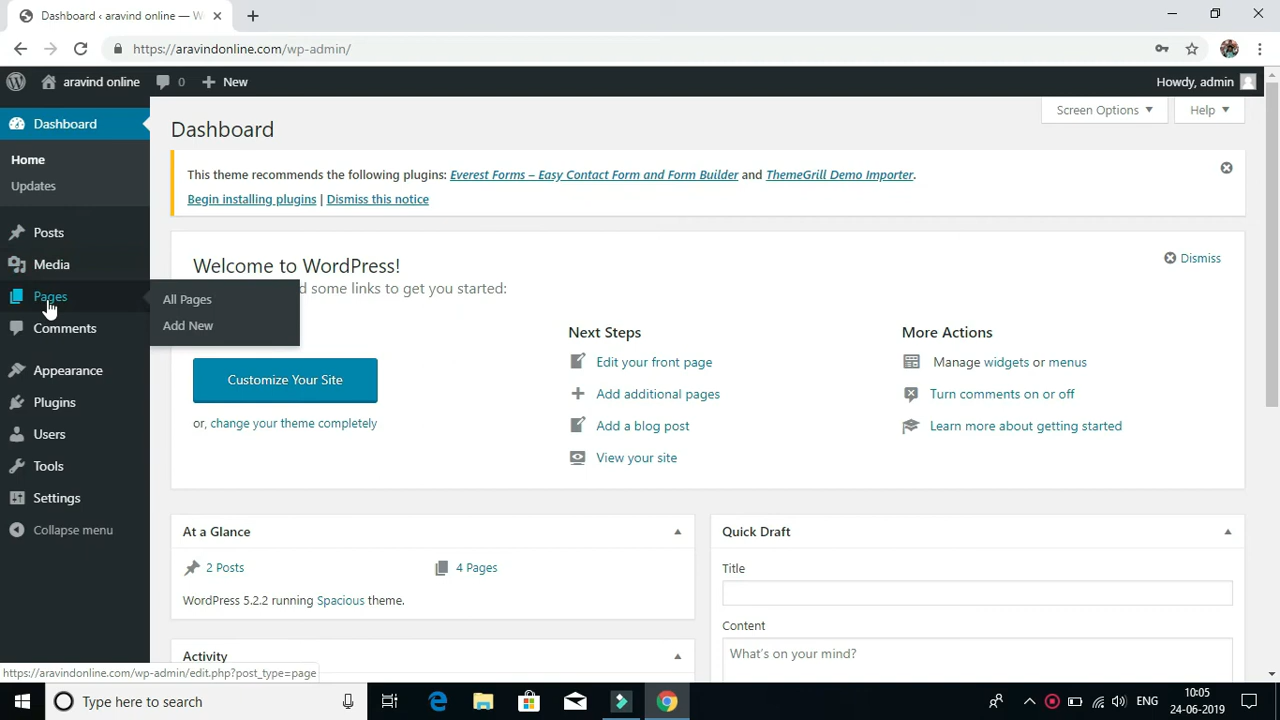 Dashboard ‹ aravind online — W
https://aravindonline.com/wp-admin/
aravind online
0
New
Howdy, admin
Dashboard
Home
Updates
Posts
Media
Pages
Comments
Appearance
Plugins
Users
Tools
Settings
Collapse menu
All Pages
Add New
Screen Options
Help
Dashboard
This theme recommends the following plugins: Everest Forms – Easy Contact Form and Form Builder and ThemeGrill Demo Importer.
Begin installing plugins | Dismiss this notice
Welcome to WordPress!
Dismiss
d some links to get you started:
Customize Your Site
or, change your theme completely
Next Steps
Edit your front page
Add additional pages
Add a blog post
View your site
More Actions
Manage widgets or menus
Turn comments on or off
Learn more about getting started
At a Glance
2 Posts
4 Pages
WordPress 5.2.2 running Spacious theme.
Activity
Quick Draft
Title
Content
What's on your mind?
https://aravindonline.com/wp-admin/edit.php?post_type=page
Type here to search
ENG
10:05
24-06-2019